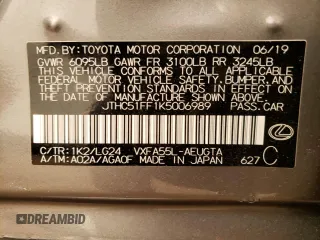 MFD. BY: TOYOTA MOTOR CORPORATION 06/19
GVWR 6095LB GAWR FR 3100LB RR 3245LB
THIS VEHICLE CONFORMS TO ALL APPLICABLE
FEDERAL MOTOR VEHICLE SAFETY, BUMPER, AND
THEFT PREVENTION STANDARDS IN EFFECT ON THE
DATE OF MANUFACTURE SHOWN ABOVE.
JTHC51FF1K5006989 PASS. CAR
C/TR: 1K2/LG24 VXFA55L-AEUGTA
A/TM: A02A/AGA0F MADE IN JAPAN 627 C
DREAMBID